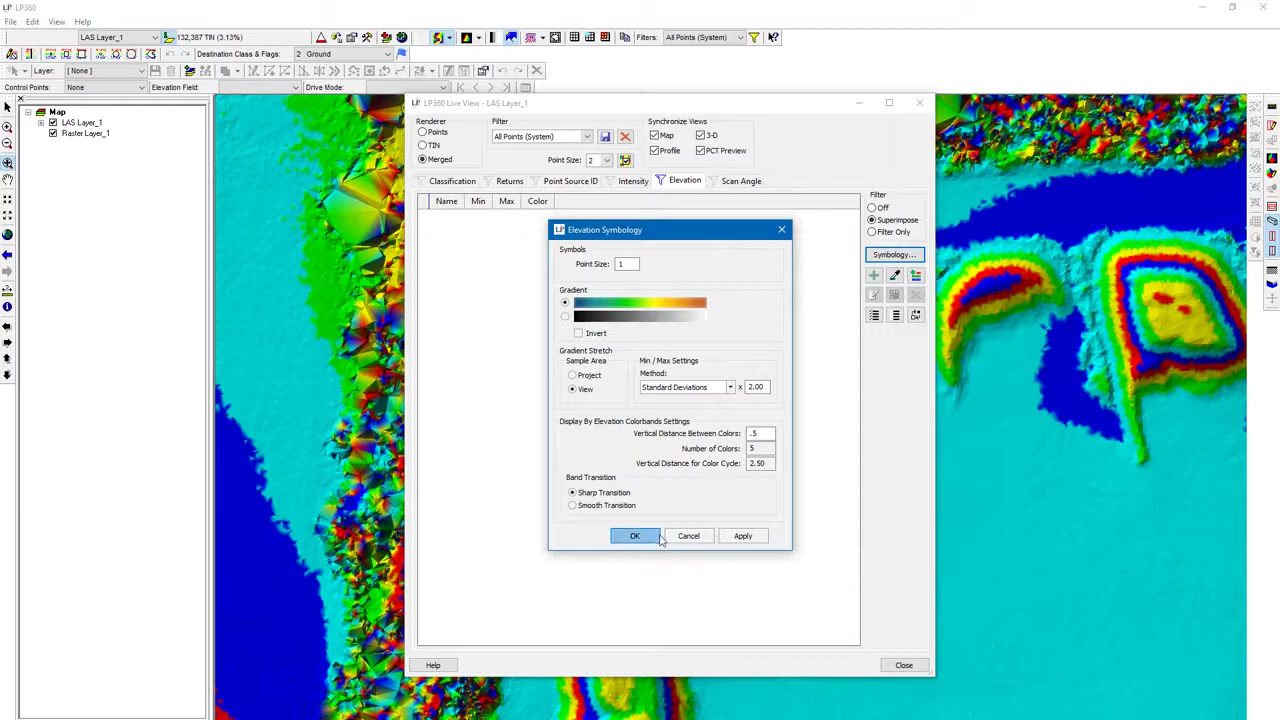 LP LP360
File Edit View Help
LAS Layer_1 132,387 TIN (3.13%) Filters: All Points (System)
Destination Class & Flags: 2 Ground
Layer: [ None ]
Control Points: None Elevation Field: Drive Mode:
Map
LAS Layer_1
Raster Layer_1
LP LP360 Live View - LAS Layer_1
Renderer Filter Synchronize Views
Points All Points (System) Map 3-D
TIN Profile PCT Preview
Merged Point Size: 2
Classification Returns Point Source ID Intensity Elevation Scan Angle
Name Min Max Color
Filter
Off
Superimpose
Filter Only
Symbology...
LP Elevation Symbology
Symbols
Point Size: 1
Gradient
Invert
Gradient Stretch
Sample Area Min / Max Settings
Project Method:
View Standard Deviations x 2.00
Display By Elevation Colorbands Settings
Vertical Distance Between Colors: .5
Number of Colors: 5
Vertical Distance for Color Cycle: 2.50
Band Transition
Sharp Transition
Smooth Transition
OK Cancel Apply
Help Close